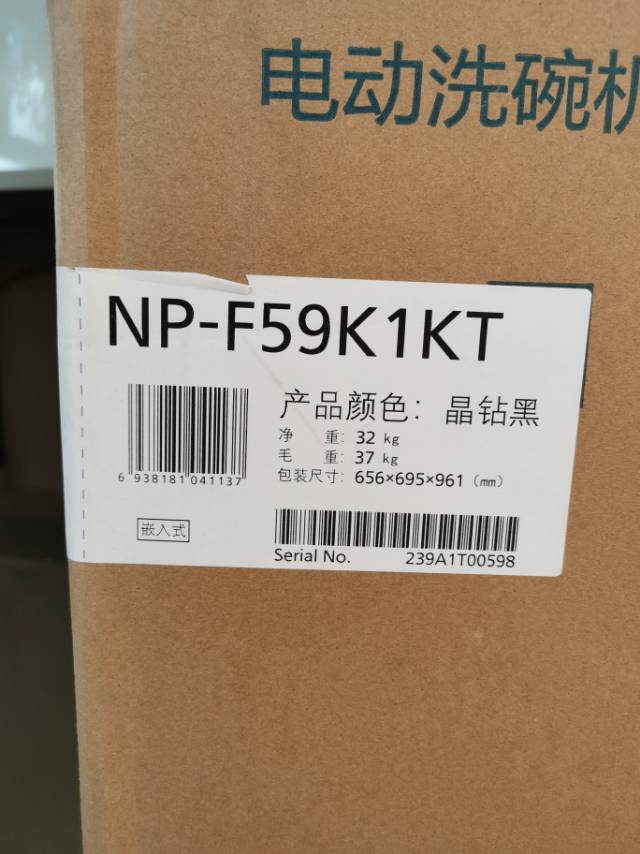 电动洗碗机
NP-F59K1KT
产品颜色：晶钻黑
净 重：32 kg
毛 重：37 kg
包装尺寸：656×695×961（mm）
6 938181 041137
嵌入式
Serial No. 239A1T00598